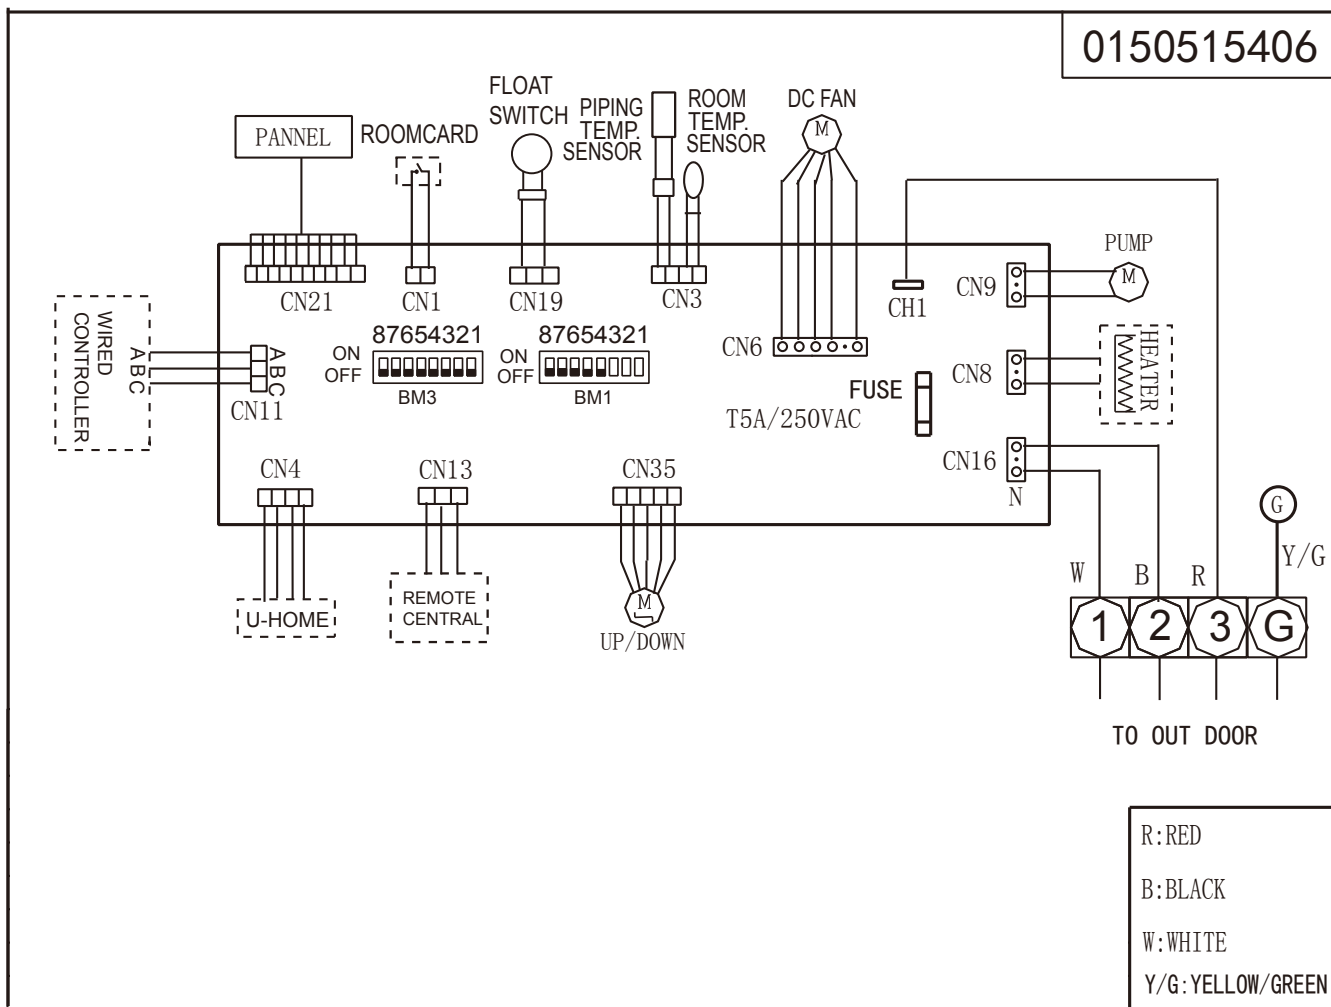 0150515406
FLOAT
SWITCH
PIPING
TEMP.
SENSOR
ROOM
TEMP.
SENSOR
DC FAN
M
PANNEL
ROOMCARD
PUMP
M
CN21
CN1
CN19
CN3
CH1
CN9
WIRED
CONTROLLER
A B C
A B C
CN11
87654321
ON
OFF
BM3
87654321
ON
OFF
BM1
CN6
FUSE
T5A/250VAC
CN8
HEATER
CN16
N
CN4
CN13
CN35
U-HOME
REMOTE
CENTRAL
M
UP/DOWN
G
Y/G
W
B
R
1 2 3 G
TO OUT DOOR
R:RED
B:BLACK
W:WHITE
Y/G:YELLOW/GREEN